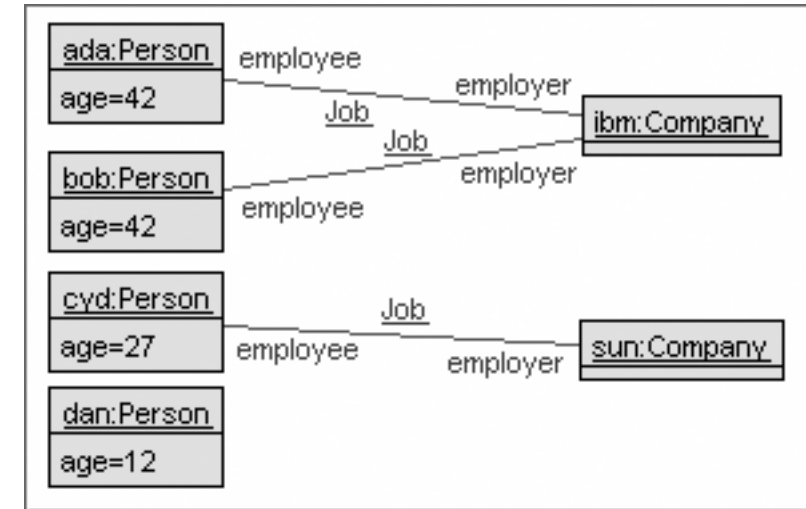 ada:Person
age=42
employee
employer
Job
ibm:Company
Job
bob:Person
age=42
employee
employer
cyd:Person
age=27
Job
employee
employer
sun:Company
dan:Person
age=12